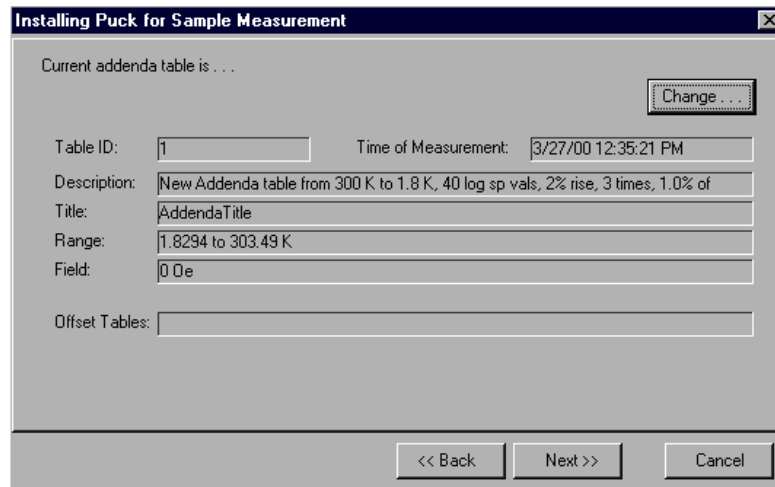 Installing Puck for Sample Measurement
Current addenda table is . . .
Change . . .
Table ID: 1 Time of Measurement: 3/27/00 12:35:21 PM
Description: New Addenda table from 300 K to 1.8 K, 40 log sp vals, 2% rise, 3 times, 1.0% of
Title: AddendaTitle
Range: 1.8294 to 303.49 K
Field: 0 Oe
Offset Tables:
<< Back Next >> Cancel